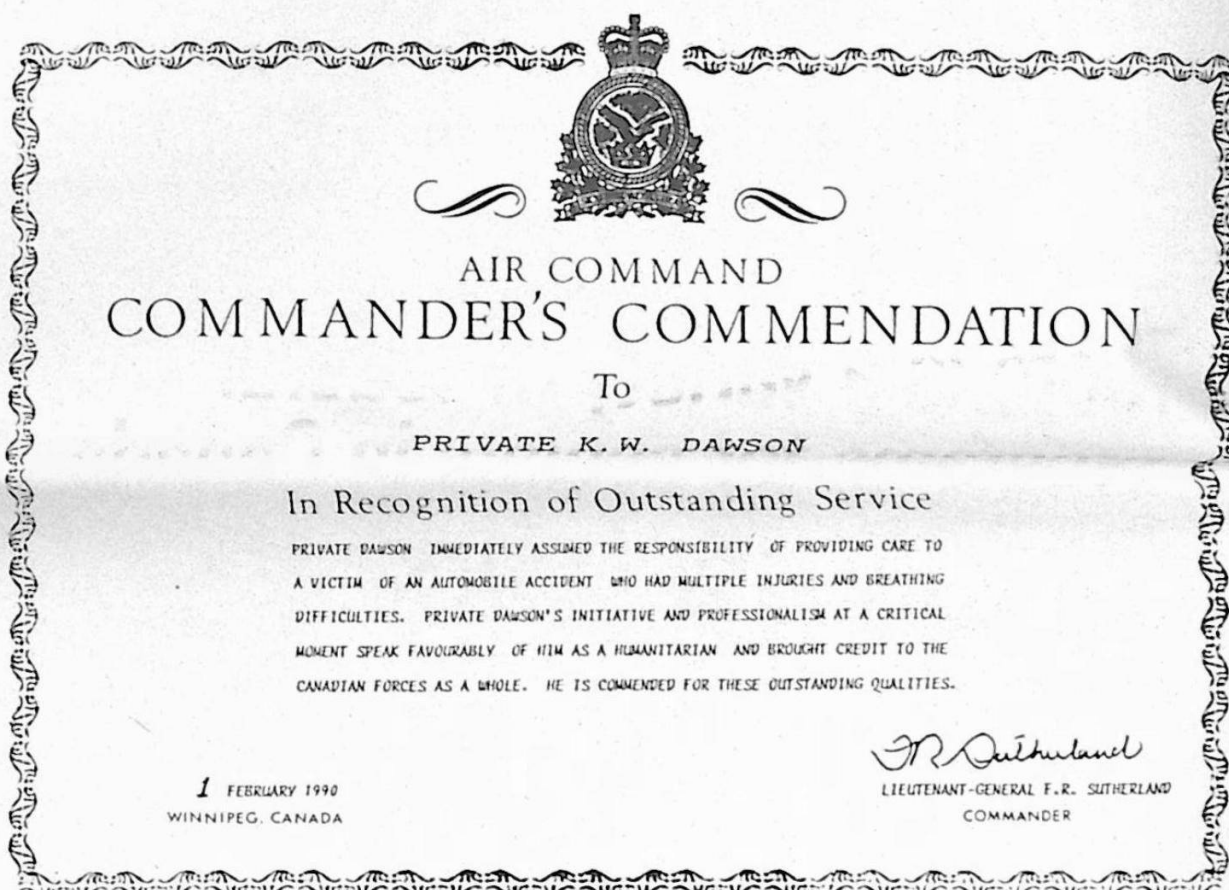 AIR COMMAND
COMMANDER'S COMMENDATION
To
PRIVATE K.W. DAWSON
In Recognition of Outstanding Service
PRIVATE DAWSON IMMEDIATELY ASSUMED THE RESPONSIBILITY OF PROVIDING CARE TO
A VICTIM OF AN AUTOMOBILE ACCIDENT WHO HAD MULTIPLE INJURIES AND BREATHING
DIFFICULTIES. PRIVATE DAWSON'S INITIATIVE AND PROFESSIONALISM AT A CRITICAL
MOMENT SPEAK FAVOURABLY OF HIM AS A HUMANITARIAN AND BROUGHT CREDIT TO THE
CANADIAN FORCES AS A WHOLE. HE IS COMMENDED FOR THESE OUTSTANDING QUALITIES.
FR Sutherland
1 FEBRUARY 1990
LIEUTENANT-GENERAL F.R. SUTHERLAND
WINNIPEG, CANADA
COMMANDER